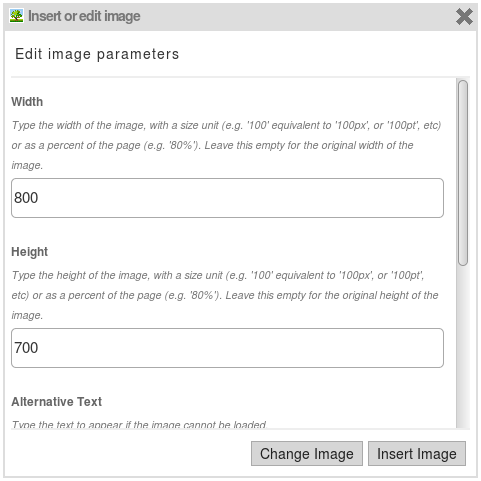 Insert or edit image
Edit image parameters
Width
Type the width of the image, with a size unit (e.g. '100' equivalent to '100px', or '100pt', etc)
or as a percent of the page (e.g. '80%'). Leave this empty for the original width of the
image.
800
Height
Type the height of the image, with a size unit (e.g. '100' equivalent to '100px', or '100pt',
etc) or as a percent of the page (e.g. '80%'). Leave this empty for the original height of the
image.
700
Alternative Text
Type the text to appear if the image cannot be loaded
Change Image
Insert Image